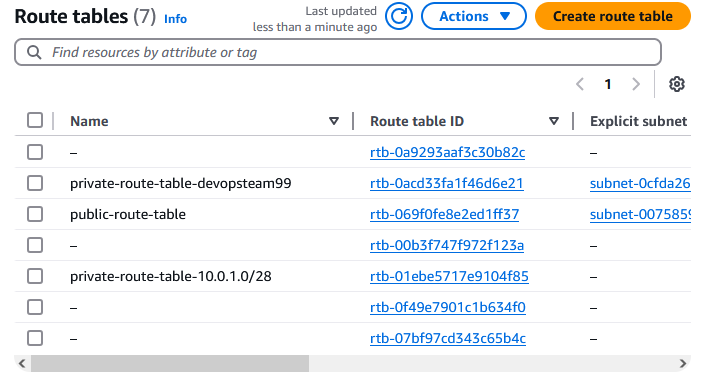 Route tables (7) Info
Last updated
less than a minute ago
Actions
Create route table
Find resources by attribute or tag
1
Name Route table ID Explicit subnet
– rtb-0a9293aaf3c30b82c –
private-route-table-devopsteam99 rtb-0acd33fa1f46d6e21 subnet-0cfda26
public-route-table rtb-069f0fe8e2ed1ff37 subnet-0075859
– rtb-00b3f747f972f123a –
private-route-table-10.0.1.0/28 rtb-01ebe5717e9104f85 –
– rtb-0f49e7901c1b634f0 –
– rtb-07bf97cd343c65b4c –